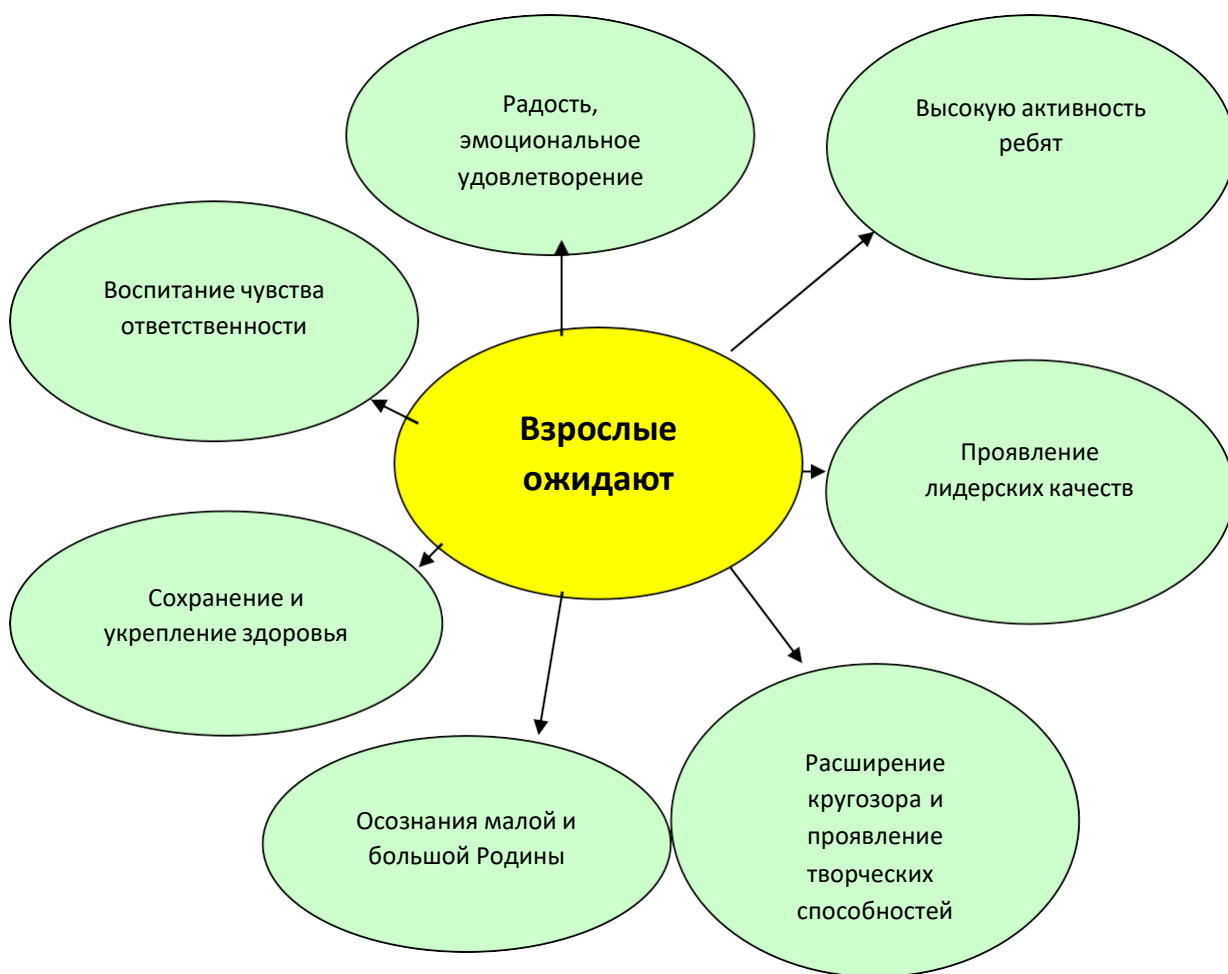 Радость,
эмоциональное
удовлетворение
Высокую активность
ребят
Воспитание чувства
ответственности
Взрослые
ожидают
Проявление
лидерских качеств
Сохранение и
укрепление здоровья
Осознания малой и
большой Родины
Расширение
кругозора и
проявление
творческих
способностей